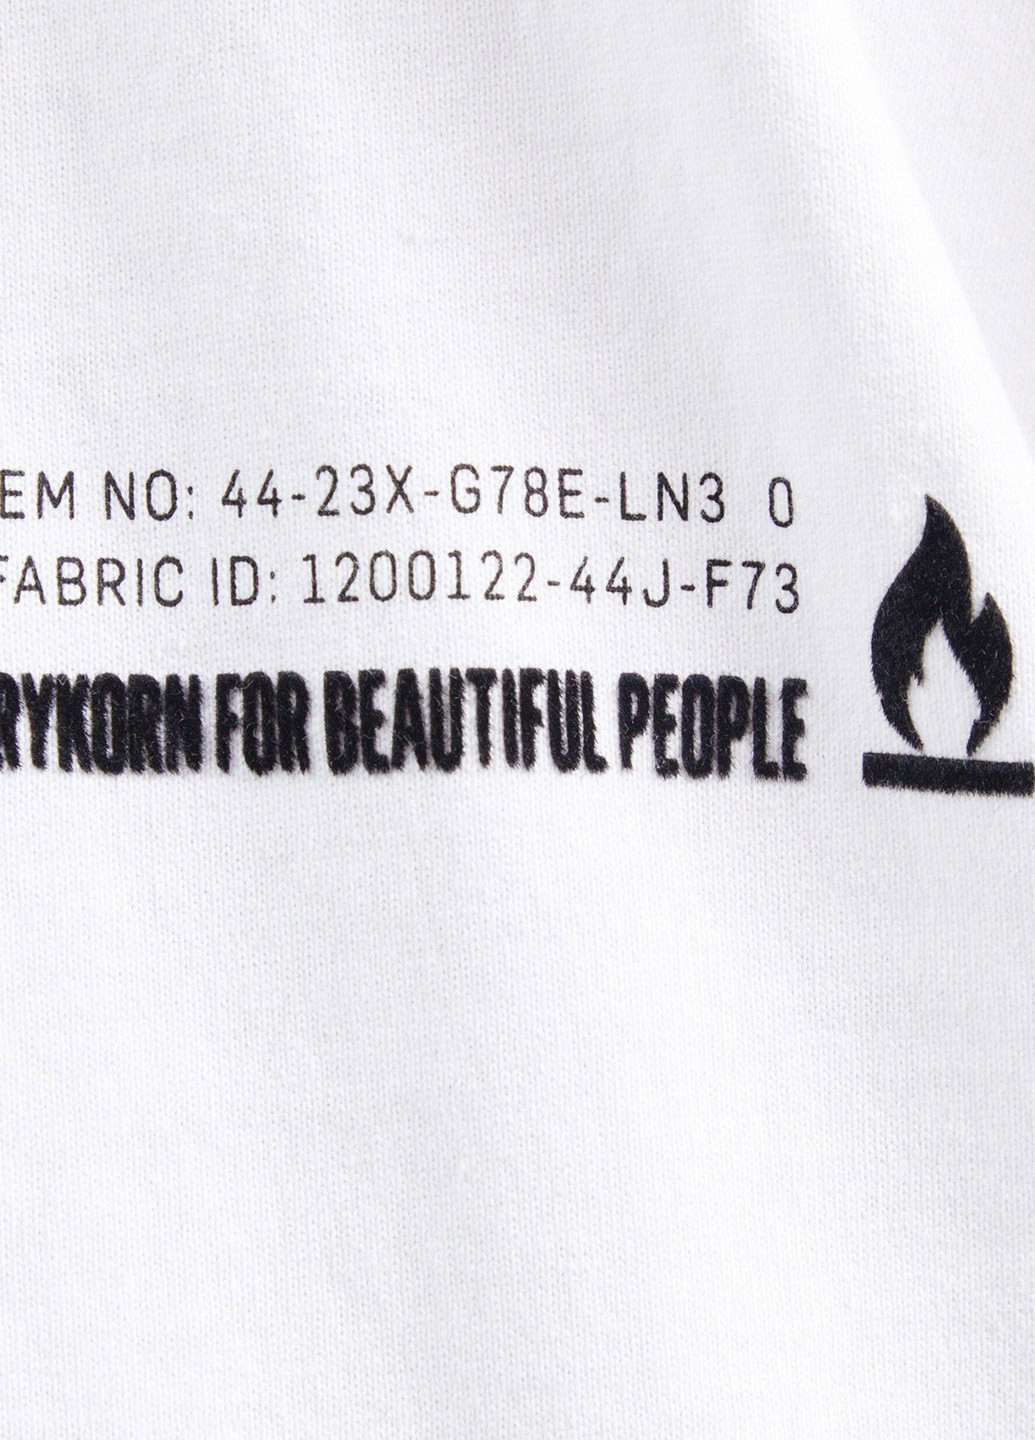 EM NO: 44-23X-G78E-LN3 0
FABRIC ID: 1200122-44J-F73
RYKORN FOR BEAUTIFUL PEOPLE